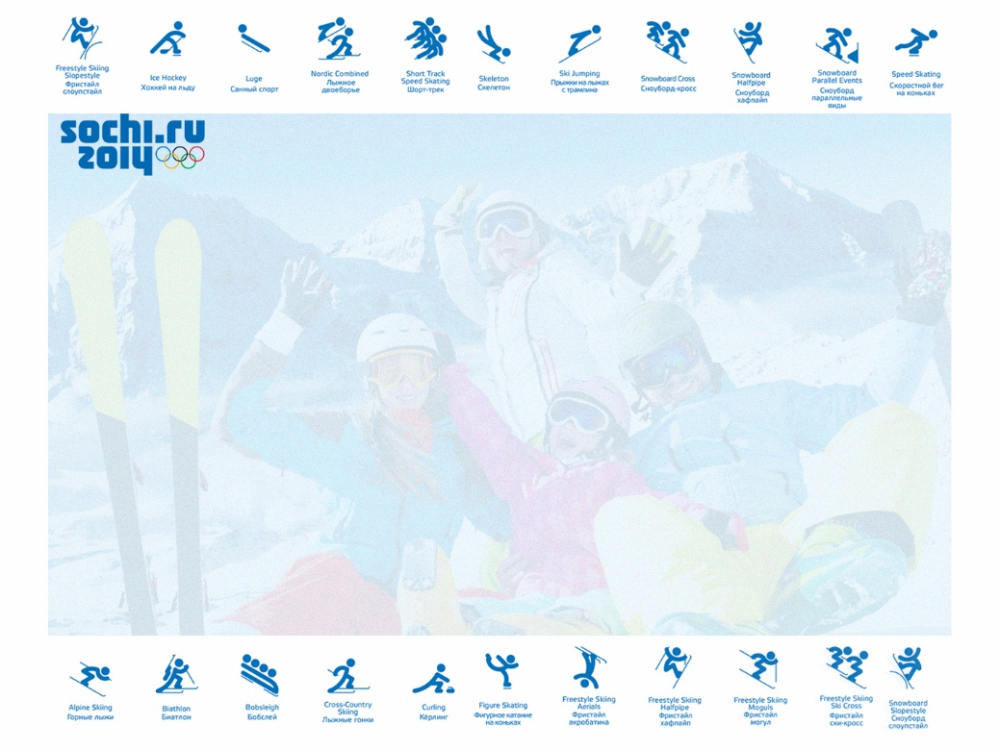 Freestyle Skiing
Slopestyle
Фристайл
слоупстайл
Ice Hockey
Хоккей на льду
Luge
Санный спорт
Nordic Combined
Лыжное
двоеборье
Short Track
Speed Skating
Шорт-трек
Skeleton
Скелетон
Ski Jumping
Прыжки на лыжах
с трамплина
Snowboard Cross
Сноуборд-кросс
Snowboard
Halfpipe
Сноуборд
хафпайп
Snowboard
Parallel Events
Сноуборд
параллельные
виды
Speed Skating
Скоростной бег
на коньках
sochi.ru
2014
Alpine Skiing
Горные лыжи
Biathlon
Биатлон
Bobsleigh
Бобслей
Cross-Country
Skiing
Лыжные гонки
Curling
Кёрлинг
Figure Skating
Фигурное катание
на коньках
Freestyle Skiing
Aerials
Фристайл
акробатика
Freestyle Skiing
Halfpipe
Фристайл
хафпайп
Freestyle Skiing
Moguls
Фристайл
могул
Freestyle Skiing
Ski Cross
Фристайл
ски-кросс
Snowboard
Slopestyle
Сноуборд
слоупстайл